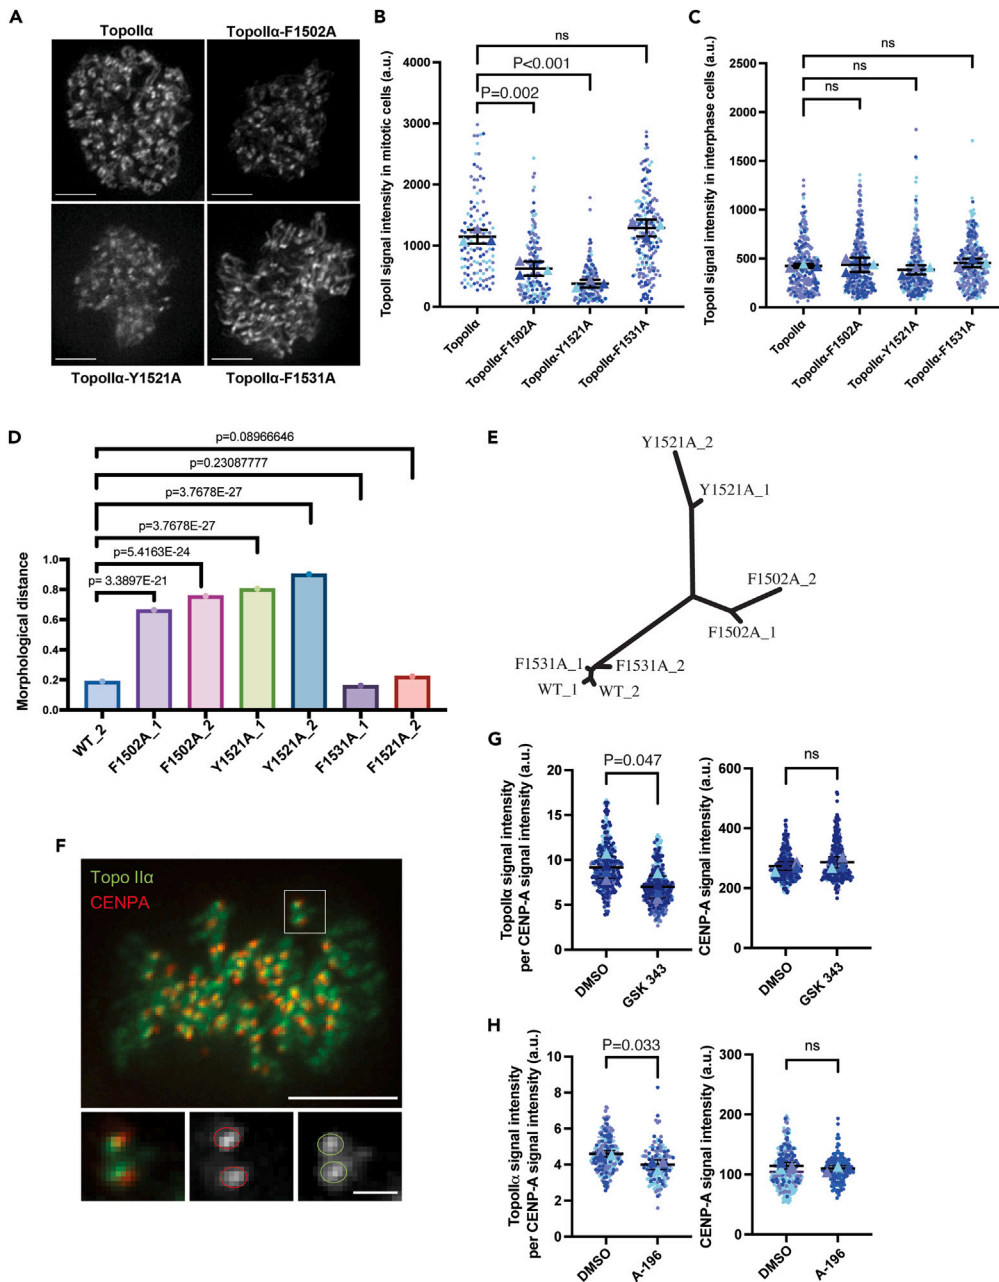 A
TopoIIα
TopoIIα-F1502A
TopoIIα-Y1521A
TopoIIα-F1531A
B
TopoII signal intensity in mitotic cells (a.u.)
4000
3000
2000
1000
0
ns
P<0.001
P=0.002
TopoIIα
TopoIIα-F1502A
TopoIIα-Y1521A
TopoIIα-F1531A
C
TopoII signal intensity in interphase cells (a.u.)
2500
2000
1500
1000
500
0
ns
ns
ns
TopoIIα
TopoIIα-F1502A
TopoIIα-Y1521A
TopoIIα-F1531A
D
p=0.08966646
p=0.23087777
p=3.7678E-27
p=3.7678E-27
p=5.4163E-24
p= 3.3897E-21
Morphological distance
1.0
0.8
0.6
0.4
0.2
0.0
WT_2
F1502A_1
F1502A_2
Y1521A_1
Y1521A_2
F1531A_1
F1521A_2
E
Y1521A_2
Y1521A_1
F1502A_2
F1502A_1
F1531A_1
F1531A_2
WT_1
WT_2
F
Topo IIα
CENPA
G
TopoIIα signal intensity
per CENP-A signal intensity (a.u.)
20
15
10
5
0
P=0.047
DMSO
GSK 343
CENP-A signal intensity (a.u.)
600
400
200
0
ns
DMSO
GSK 343
H
TopoIIα signal intensity
per CENP-A signal intensity (a.u.)
10
8
6
4
2
0
P=0.033
DMSO
A-196
CENP-A signal intensity (a.u.)
300
200
100
0
ns
DMSO
A-196